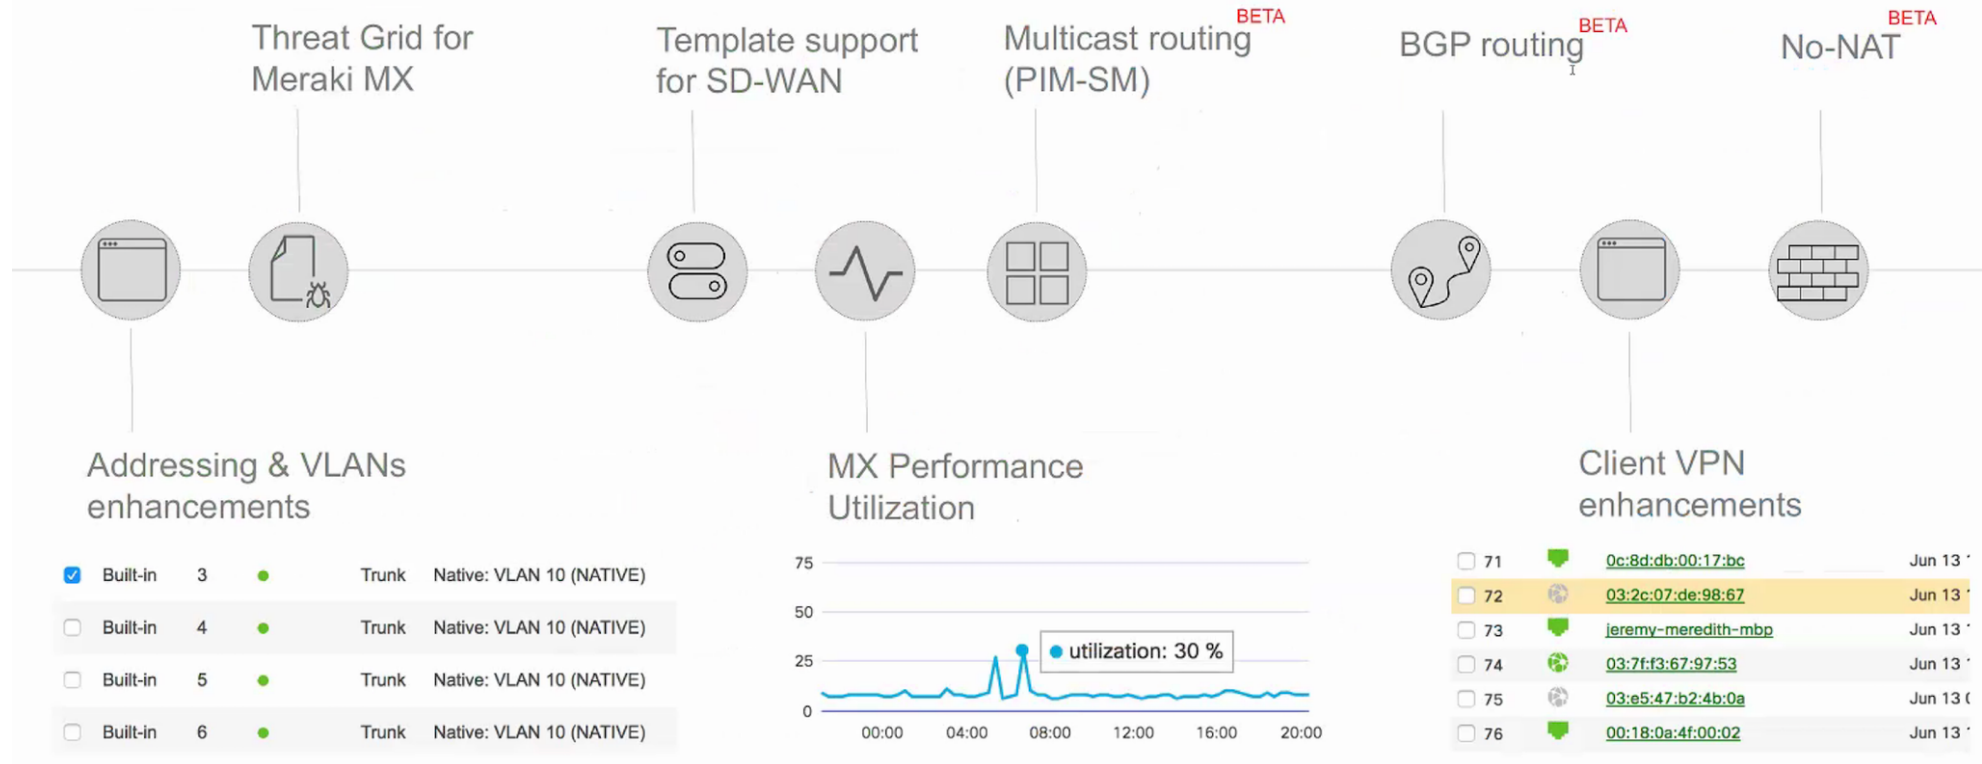 Threat Grid for
Meraki MX
Template support
for SD-WAN
Multicast routing
BETA
(PIM-SM)
BGP routing
BETA
No-NAT
BETA
Addressing & VLANs
enhancements
Built-in 3 Trunk Native: VLAN 10 (NATIVE)
Built-in 4 Trunk Native: VLAN 10 (NATIVE)
Built-in 5 Trunk Native: VLAN 10 (NATIVE)
Built-in 6 Trunk Native: VLAN 10 (NATIVE)
MX Performance
Utilization
75
50
25
0
utilization: 30 %
00:00 04:00 08:00 12:00 16:00 20:00
Client VPN
enhancements
71 0c:8d:db:00:17:bc Jun 13
72 03:2c:07:de:98:67 Jun 13
73 jeremy-meredith-mbp Jun 13
74 03:7f:f3:67:97:53 Jun 13
75 03:e5:47:b2:4b:0a Jun 13
76 00:18:0a:4f:00:02 Jun 13